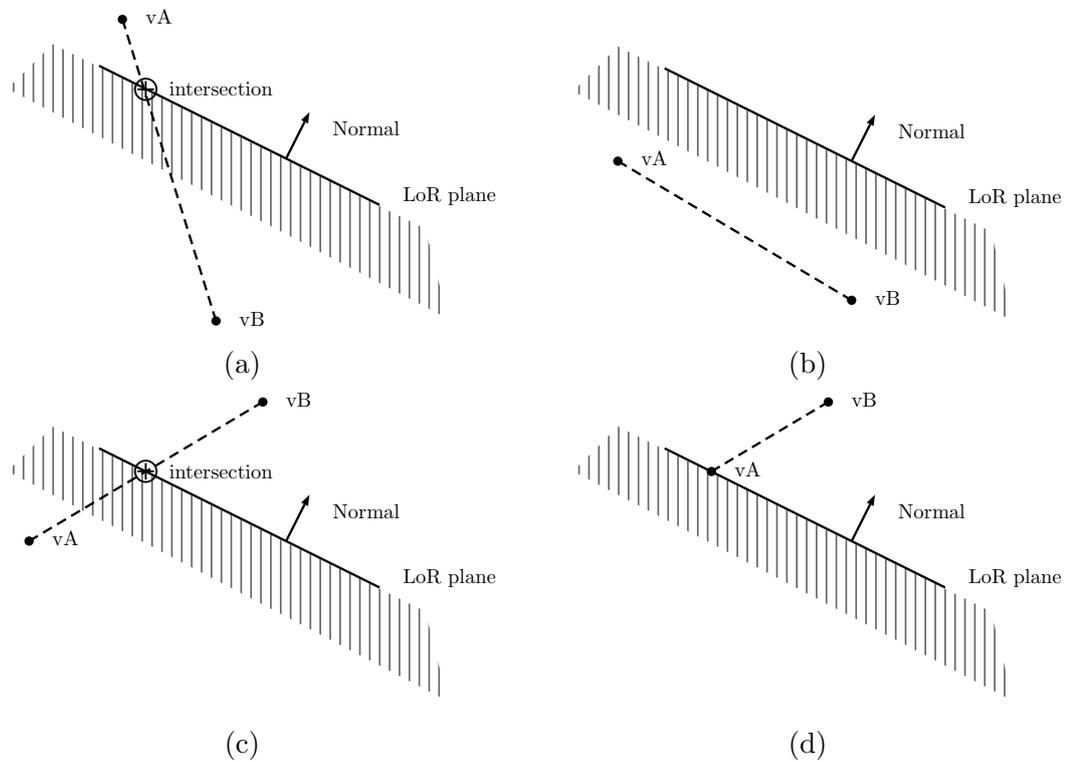 vA
intersection
Normal
LoR plane
vB
(a)
vA
Normal
LoR plane
vB
(b)
vB
intersection
Normal
vA
LoR plane
(c)
vB
vA
Normal
LoR plane
(d)